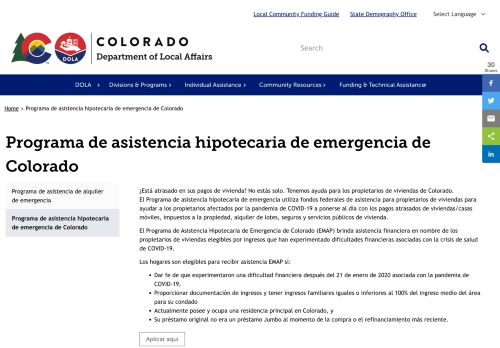 Local Community Funding Guide State Demography Office Select Language
COLORADO
Department of Local Affairs
DOLA
Search
30
Shares
DOLA Divisions & Programs Individual Assistance Community Resources Funding & Technical Assistance
Home > Programa de asistencia hipotecaria de emergencia de Colorado
Programa de asistencia hipotecaria de emergencia de
Colorado
Programa de asistencia de alquiler
de emergencia
Programa de asistencia hipotecaria
de emergencia de Colorado
¿Está atrasado en sus pagos de vivienda? No estás solo. Tenemos ayuda para los propietarios de viviendas de Colorado.
El Programa de asistencia hipotecaria de emergencia utiliza fondos federales de asistencia para propietarios de viviendas para
ayudar a los propietarios afectados por la pandemia de COVID-19 a ponerse al día con los pagos atrasados de viviendas/casas
móviles, impuestos a la propiedad, alquiler de lotes, seguros y servicios públicos de vivienda.
El Programa de Asistencia Hipotecaria de Emergencia de Colorado (EMAP) brinda asistencia financiera en nombre de los
propietarios de viviendas elegibles por ingresos que han experimentado dificultades financieras asociadas con la crisis de salud
de COVID-19.
Los hogares son elegibles para recibir asistencia EMAP si:
• Dar fe de que experimentaron una dificultad financiera después del 21 de enero de 2020 asociada con la pandemia de
COVID-19,
• Proporcionar documentación de ingresos y tener ingresos familiares iguales o inferiores al 100% del ingreso medio del área
para su condado
• Actualmente posee y ocupa una residencia principal en Colorado, y
• Su préstamo original no era un préstamo Jumbo al momento de la compra o el refinanciamiento más reciente.
Aplicar aquí